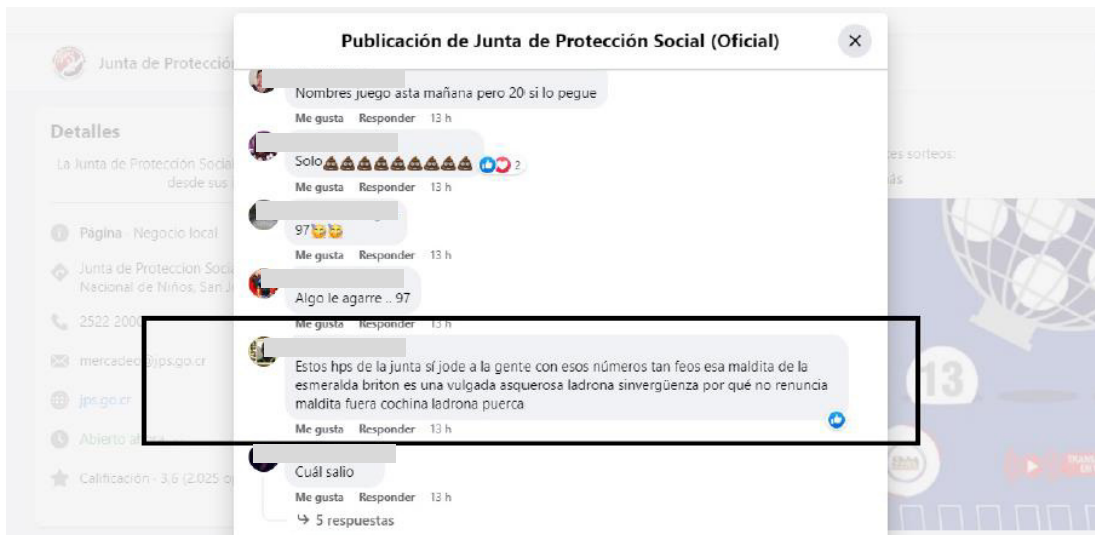 Publicación de Junta de Protección Social (Oficial)
Junta de Protecció
Detalles
La Junta de Protección Socia
desde sus
Página · Negocio local
Junta de Proteccion Soci
Nacional de Niños, San J
2522 2000
mercadeo@jps.go.cr
jps.go.cr
Abierto
Calificación · 3,6 (2.025 o
Nombres juego asta mañana pero 20 si lo pegue
Me gusta Responder 13 h
Solo💩💩💩💩💩💩💩💩💩 2
Me gusta Responder 13 h
97🥳🥳
Me gusta Responder 13 h
Algo le agarre .. 97
Me gusta Responder 13 h
Estos hps de la junta sí jode a la gente con esos números tan feos esa maldita de la
esmeralda briton es una vulgada asquerosa ladrona sinvergüenza por qué no renuncia
maldita fuera cochina ladrona puerca
Me gusta Responder 13 h
Cuál salio
Me gusta Responder 13 h
5 respuestas
es sorteos:
ás
13